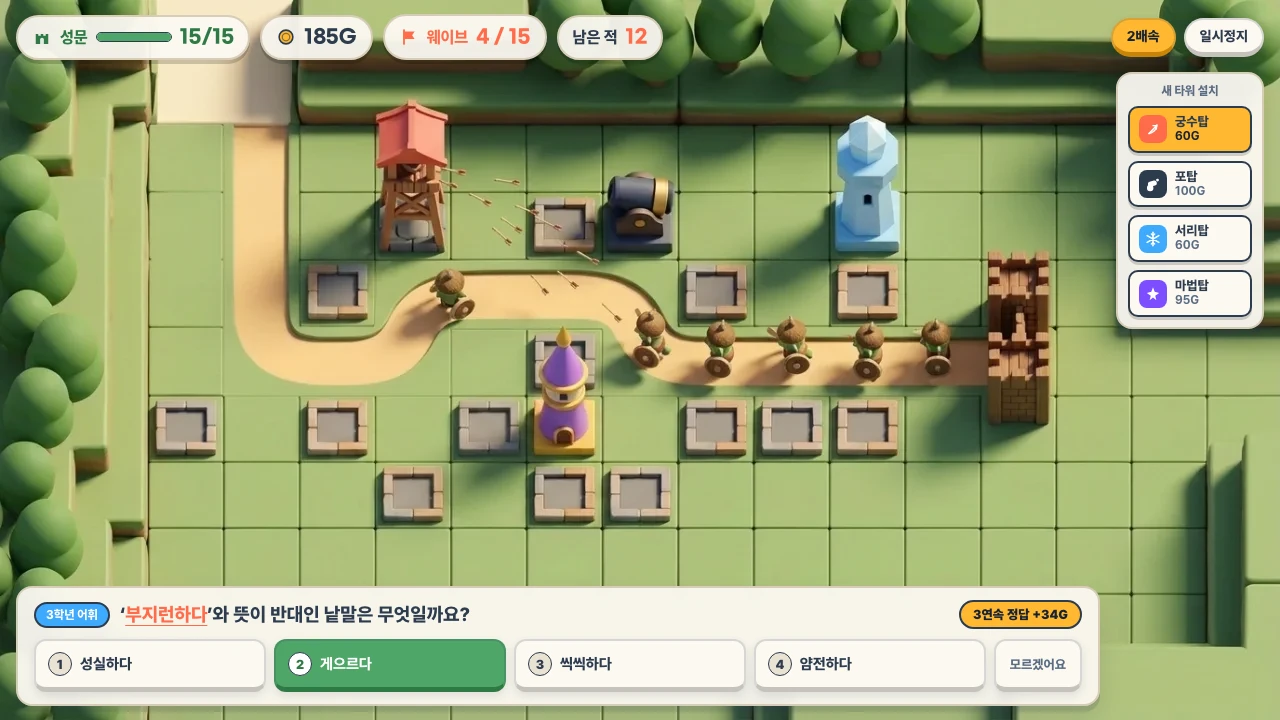 성문 15/15
185G
웨이브 4 / 15
남은 적 12
2배속
일시정지
새 타워 설치
궁수탑
60G
포탑
100G
서리탑
60G
마법탑
95G
3학년 어휘
‘부지런하다’와 뜻이 반대인 낱말은 무엇일까요?
3연속 정답 +34G
1 성실하다
2 게으르다
3 씩씩하다
4 얌전하다
모르겠어요